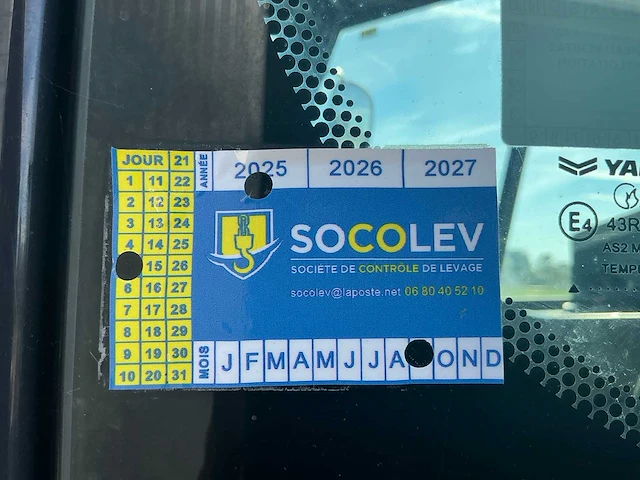 JOUR 21 ANNÉE 2025 2026 2027
1 11 22
2 12 23
3 13 24
4 14 25
15 26
6 16 27
7 17 28
8 18 29
9 19 30
10 20 31
SOCOLEV
SOCIÉTÉ DE CONTRÔLE DE LEVAGE
socolev@laposte.net 06 80 40 52 10
MOIS J F M A M J J A O N D
YA
E4 43R
AS2 M
TEMP